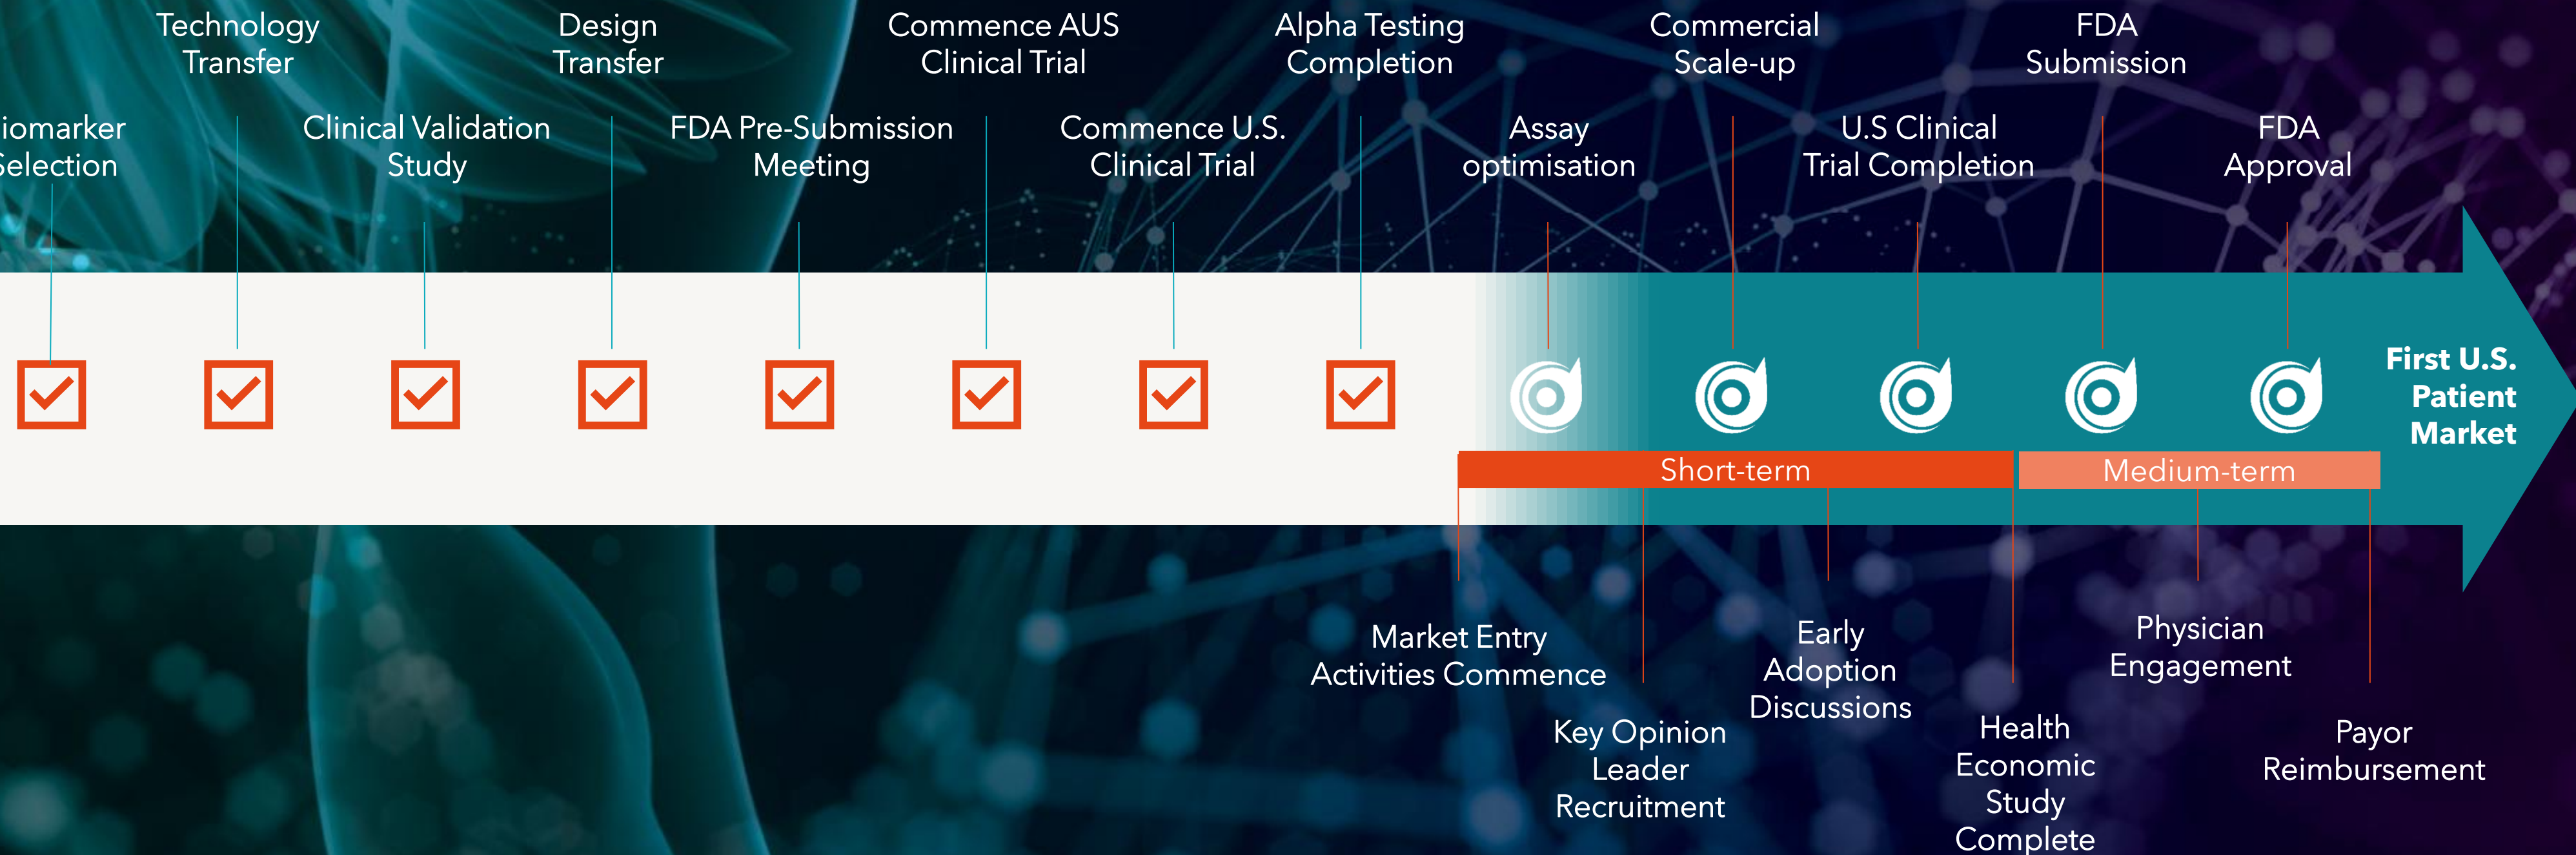 Technology
Transfer
Design
Transfer
Commence AUS
Clinical Trial
Alpha Testing
Completion
Commercial
Scale-up
FDA
Submission
iomarker
Selection
Clinical Validation
Study
FDA Pre-Submission
Meeting
Commence U.S.
Clinical Trial
Assay
optimisation
U.S Clinical
Trial Completion
FDA
Approval
First U.S.
Patient
Market
Short-term
Medium-term
Market Entry
Activities Commence
Key Opinion
Leader
Recruitment
Early
Adoption
Discussions
Health
Economic
Study
Complete
Physician
Engagement
Payor
Reimbursement